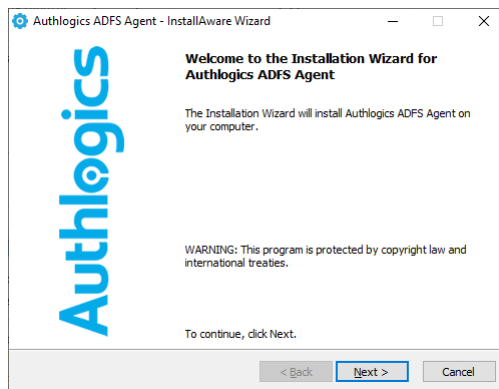 Authlogics ADFS Agent - InstallAware Wizard
Authlogics
Welcome to the Installation Wizard for
Authlogics ADFS Agent
The Installation Wizard will install Authlogics ADFS Agent on
your computer.
WARNING: This program is protected by copyright law and
international treaties.
To continue, click Next.
< Back
Next >
Cancel